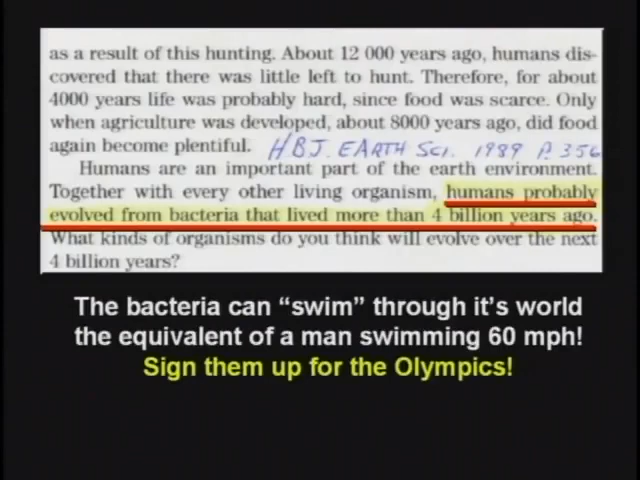 as a result of this hunting. About 12 000 years ago, humans dis-
covered that there was little left to hunt. Therefore, for about
4000 years life was probably hard, since food was scarce. Only
when agriculture was developed, about 8000 years ago, did food
again become plentiful. HBJ. EARTH SCI. 1989 P. 356
Humans are an important part of the earth environment.
Together with every other living organism, humans probably
evolved from bacteria that lived more than 4 billion years ago.
What kinds of organisms do you think will evolve over the next
4 billion years?
The bacteria can “swim” through it’s world
the equivalent of a man swimming 60 mph!
Sign them up for the Olympics!